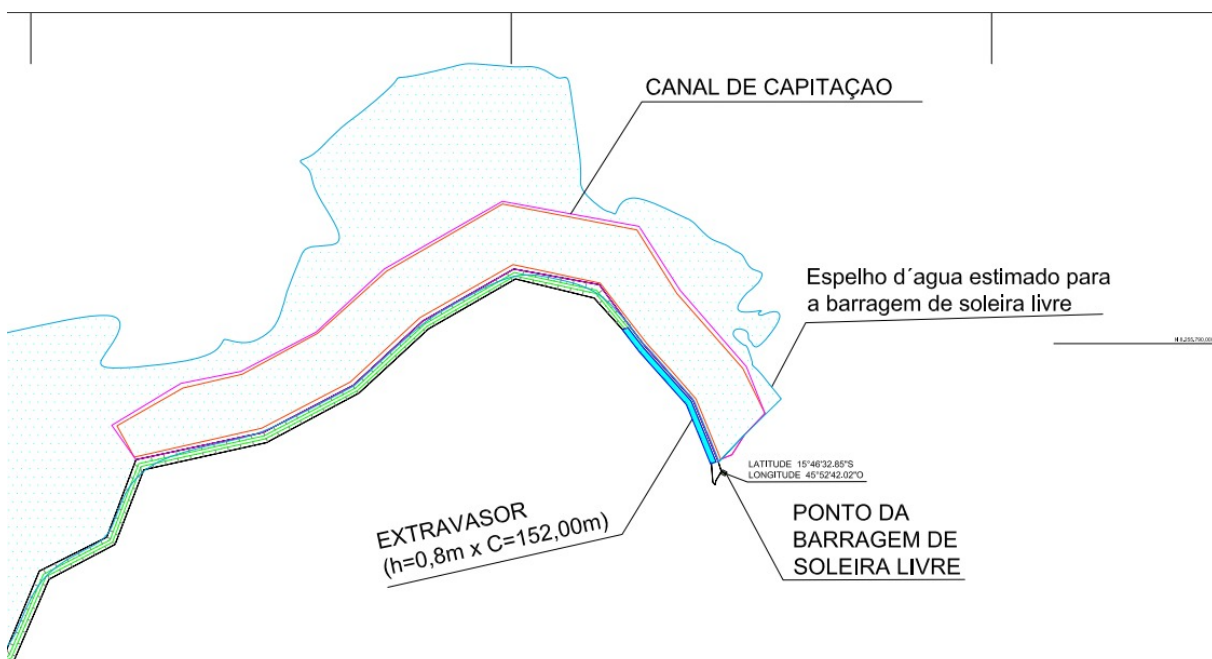 CANAL DE CAPITAÇAO
Espelho d´agua estimado para
a barragem de soleira livre
LATITUDE 15°46'32.85"S
LONGITUDE 45°52'42.02"O
EXTRAVASOR
(h=0,8m x C=152,00m)
PONTO DA
BARRAGEM DE
SOLEIRA LIVRE